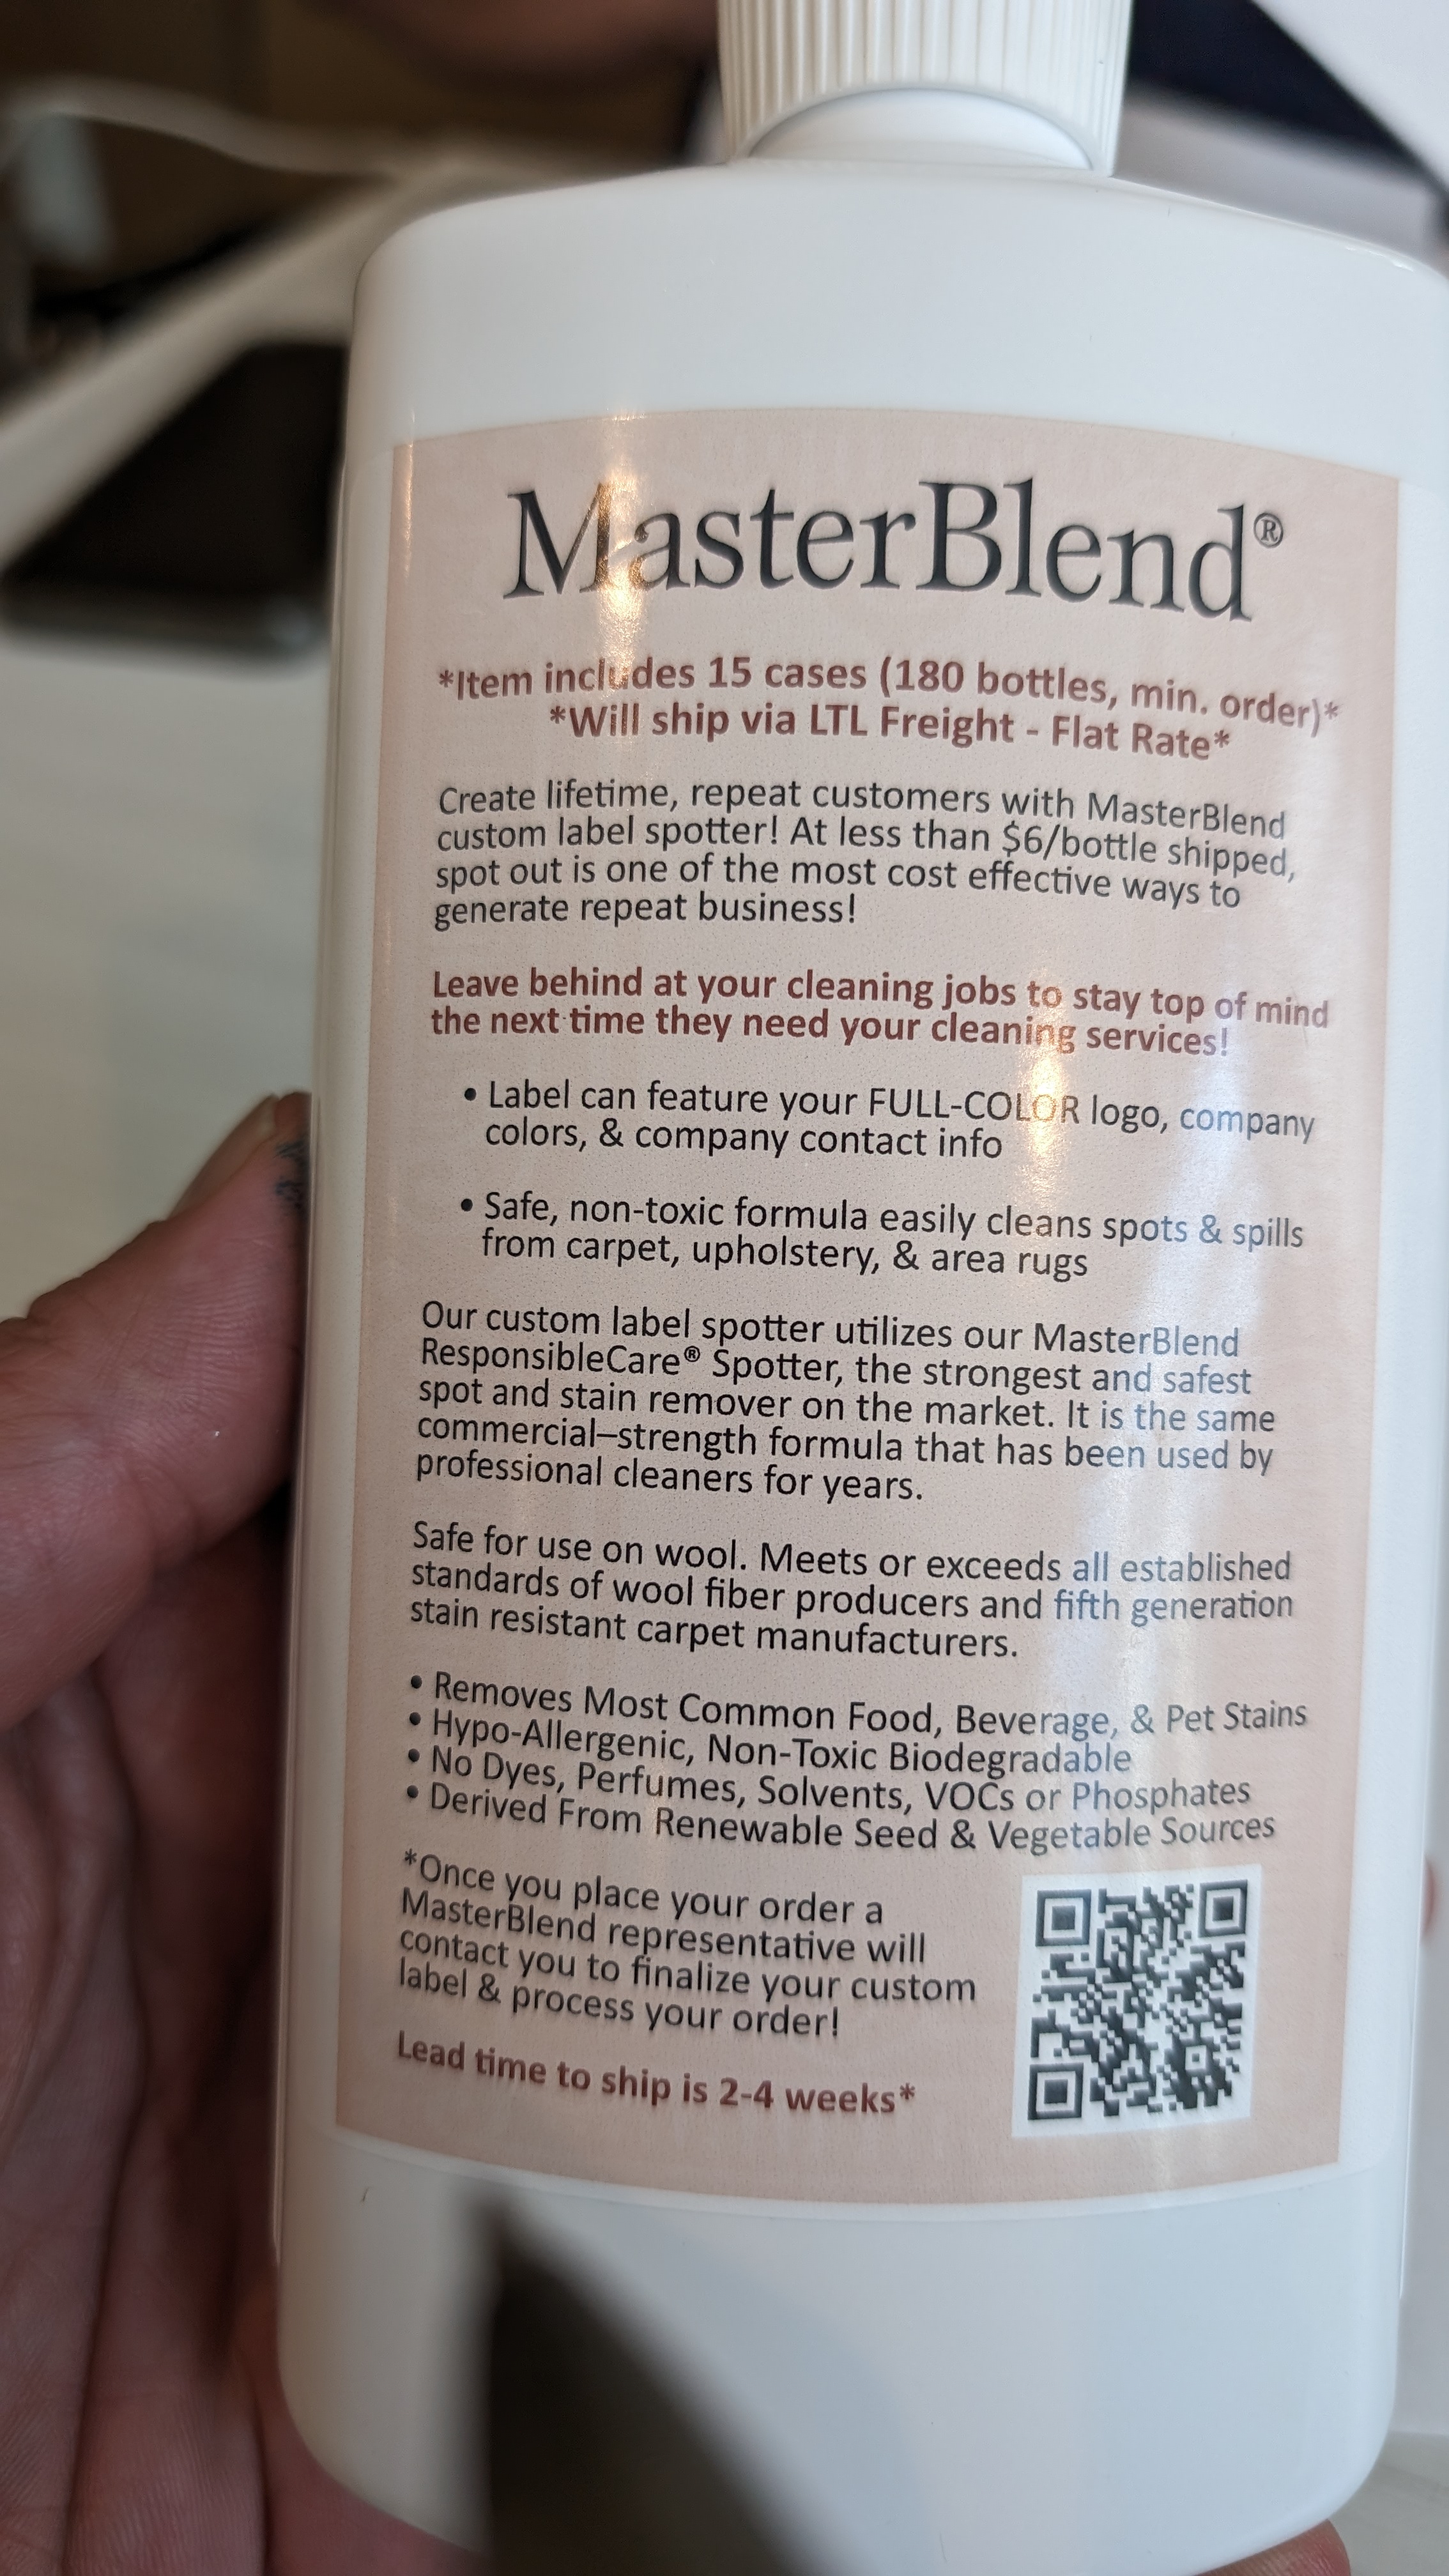 MasterBlend®
*Item includes 15 cases (180 bottles, min. order)*
*Will ship via LTL Freight - Flat Rate*
Create lifetime, repeat customers with MasterBlend
custom label spotter! At less than $6/bottle shipped,
spot out is one of the most cost effective ways to
generate repeat business!
Leave behind at your cleaning jobs to stay top of mind
the next time they need your cleaning services!
• Label can feature your FULL-COLOR logo, company
colors, & company contact info
• Safe, non-toxic formula easily cleans spots & spills
from carpet, upholstery, & area rugs
Our custom label spotter utilizes our MasterBlend
ResponsibleCare® Spotter, the strongest and safest
spot and stain remover on the market. It is the same
commercial–strength formula that has been used by
professional cleaners for years.
Safe for use on wool. Meets or exceeds all established
standards of wool fiber producers and fifth generation
stain resistant carpet manufacturers.
• Removes Most Common Food, Beverage, & Pet Stains
• Hypo-Allergenic, Non-Toxic Biodegradable
• No Dyes, Perfumes, Solvents, VOCs or Phosphates
• Derived From Renewable Seed & Vegetable Sources
*Once you place your order a
MasterBlend representative will
contact you to finalize your custom
label & process your order!
Lead time to ship is 2-4 weeks*